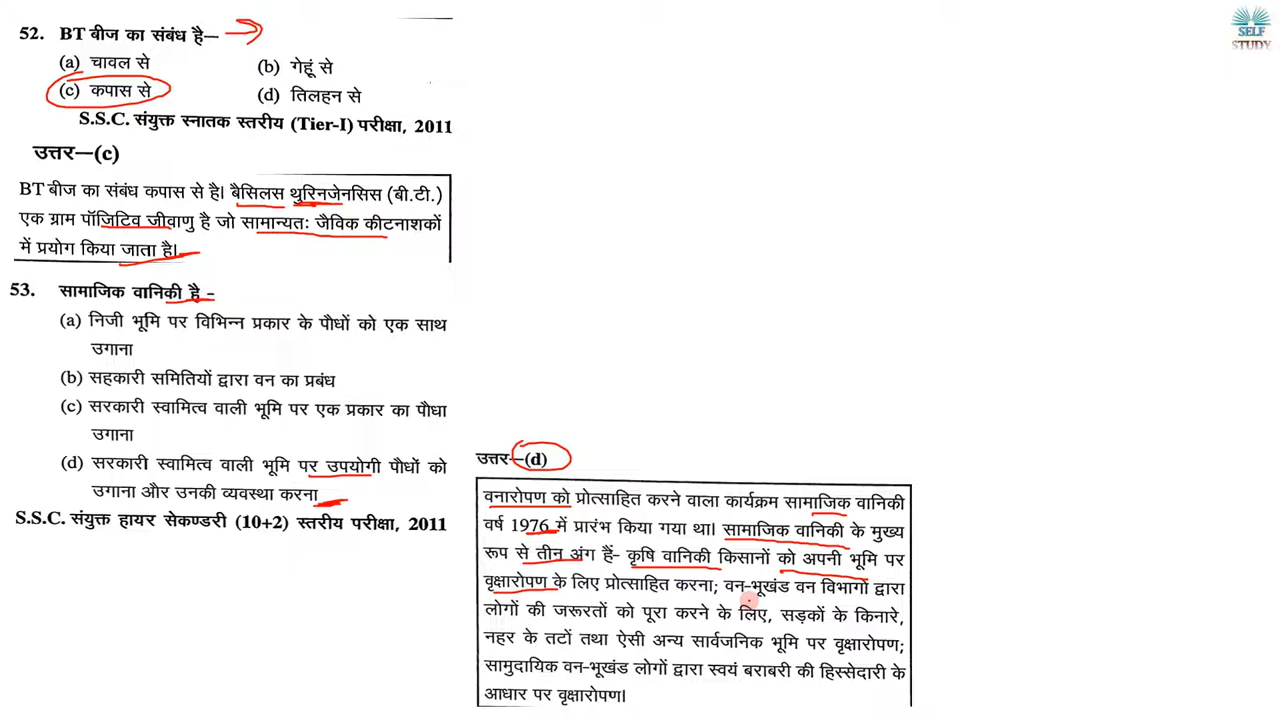 52. BT बीज का संबंध है—
(a) चावल से (b) गेहूं से
(c) कपास से (d) तिलहन से
S.S.C. संयुक्त स्नातक स्तरीय (Tier-I) परीक्षा, 2011
उत्तर—(c)
BT बीज का संबंध कपास से है। बैसिलस थुरिनजेनसिस (बी.टी.)
एक ग्राम पॉजिटिव जीवाणु है जो सामान्यतः जैविक कीटनाशकों
में प्रयोग किया जाता है।
53. सामाजिक वानिकी है -
(a) निजी भूमि पर विभिन्न प्रकार के पौधों को एक साथ
उगाना
(b) सहकारी समितियों द्वारा वन का प्रबंध
(c) सरकारी स्वामित्व वाली भूमि पर एक प्रकार का पौधा
उगाना
(d) सरकारी स्वामित्व वाली भूमि पर उपयोगी पौधों को
उगाना और उनकी व्यवस्था करना
S.S.C. संयुक्त हायर सेकण्डरी (10+2) स्तरीय परीक्षा, 2011
उत्तर—(d)
वनारोपण को प्रोत्साहित करने वाला कार्यक्रम सामाजिक वानिकी
वर्ष 1976 में प्रारंभ किया गया था। सामाजिक वानिकी के मुख्य
रूप से तीन अंग हैं- कृषि वानिकी किसानों को अपनी भूमि पर
वृक्षारोपण के लिए प्रोत्साहित करना; वन-भूखंड वन विभागों द्वारा
लोगों की जरूरतों को पूरा करने के लिए, सड़कों के किनारे,
नहर के तटों तथा ऐसी अन्य सार्वजनिक भूमि पर वृक्षारोपण;
सामुदायिक वन-भूखंड लोगों द्वारा स्वयं बराबरी की हिस्सेदारी के
आधार पर वृक्षारोपण।
SELF
STUDY